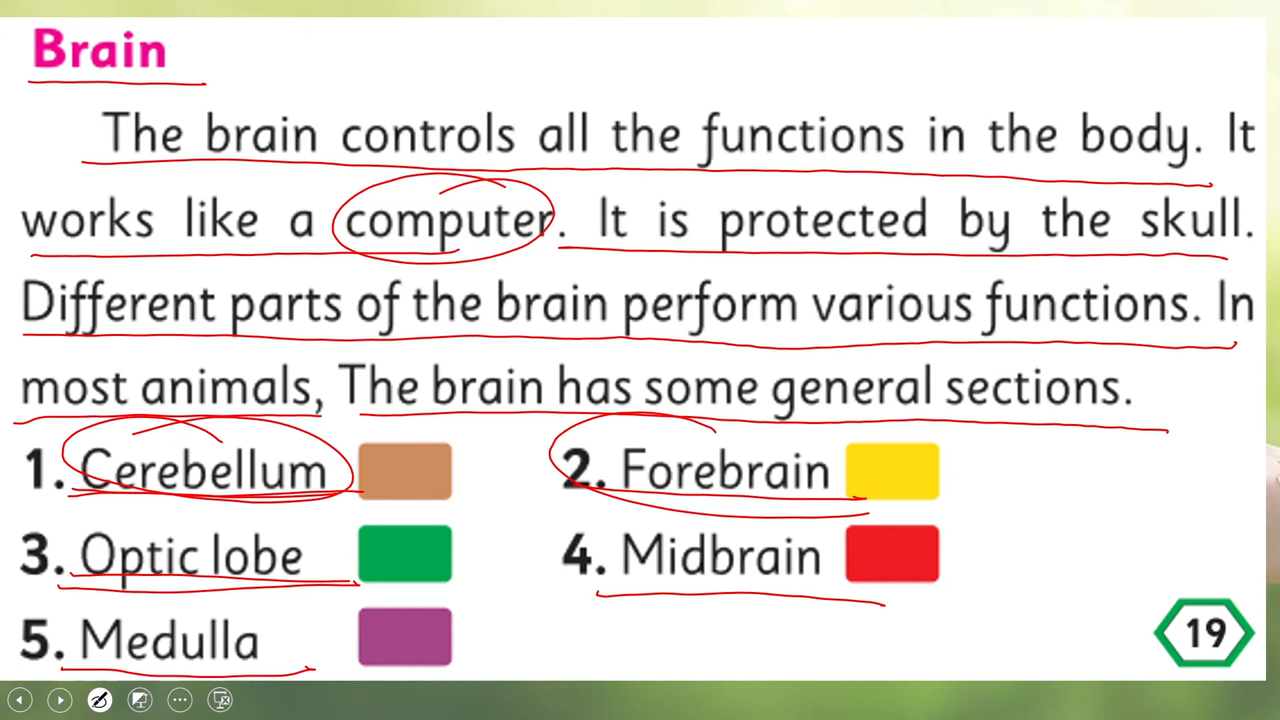 Brain
The brain controls all the functions in the body. It
works like a computer. It is protected by the skull.
Different parts of the brain perform various functions. In
most animals, The brain has some general sections.
1. Cerebellum 2. Forebrain
3. Optic lobe 4. Midbrain
5. Medulla
19